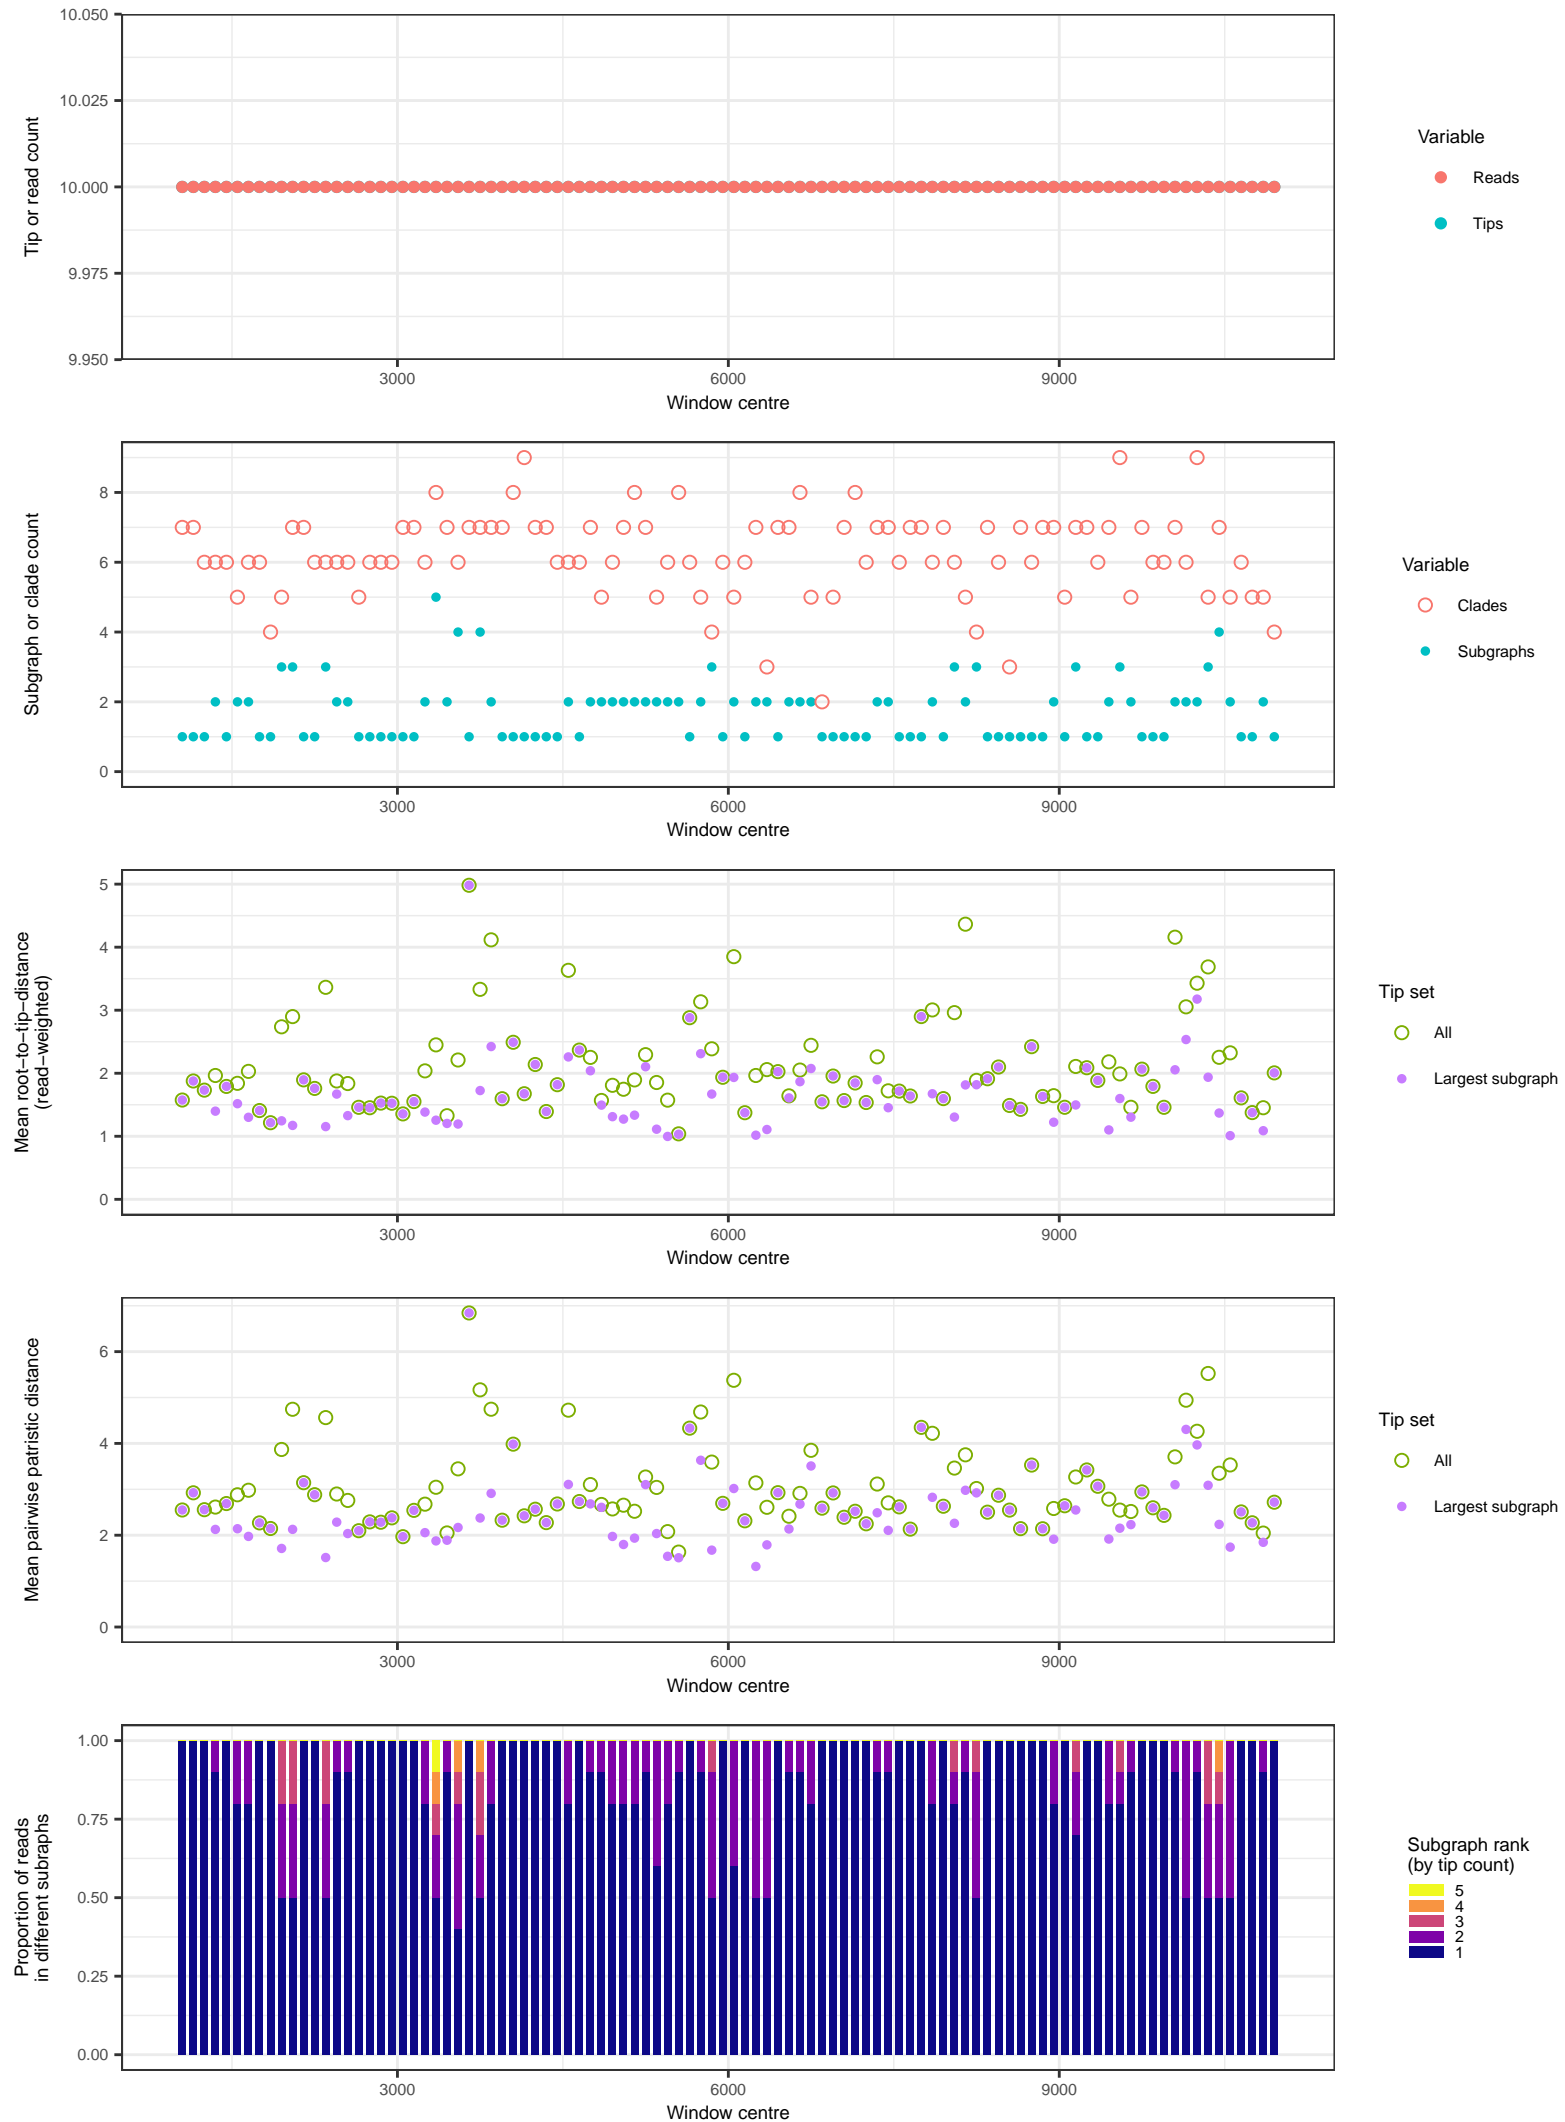 10.050
10.025
10.000
9.975
9.950
Tip or read count
3000
6000
9000
Window centre
Variable
Reads
Tips
8
6
4
2
0
Subgraph or clade count
3000
6000
9000
Window centre
Variable
Clades
Subgraphs
5
4
3
2
1
0
Mean root−to−tip−distance
(read−weighted)
3000
6000
9000
Window centre
Tip set
All
Largest subgraph
6
4
2
0
Mean pairwise patristic distance
3000
6000
9000
Window centre
Tip set
All
Largest subgraph
1.00
0.75
0.50
0.25
0.00
Proportion of reads
in different subraphs
3000
6000
9000
Window centre
Subgraph rank
(by tip count)
5
4
3
2
1